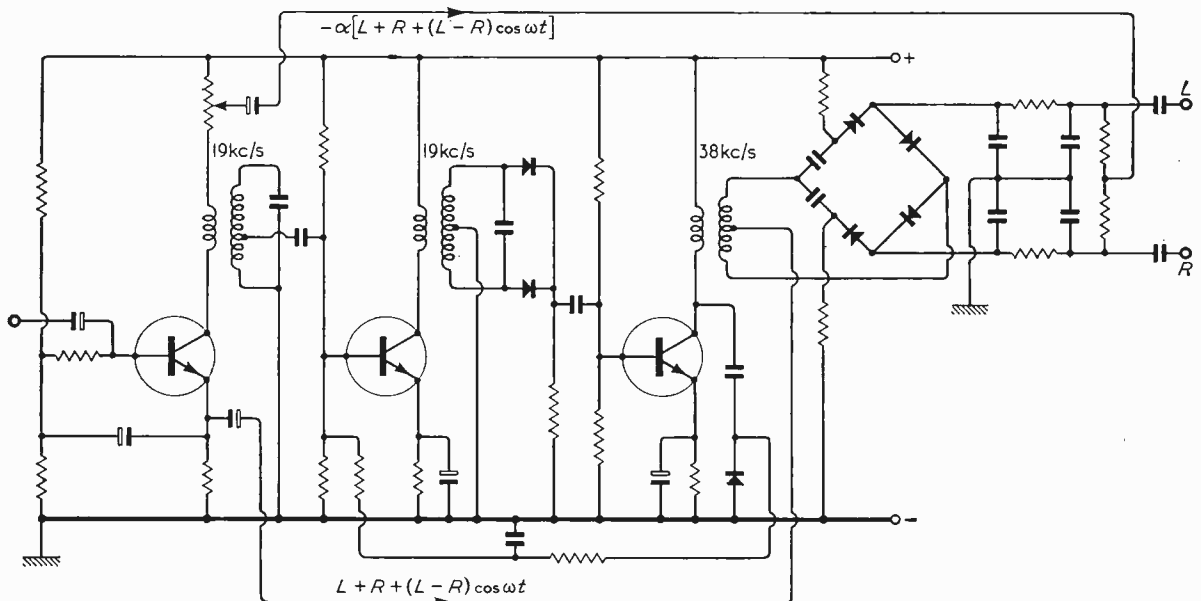 −α[L + R + (L − R) cos ωt]
+
L
19kc/s
19kc/s
38kc/s
R
−
L + R + (L − R) cos ωt